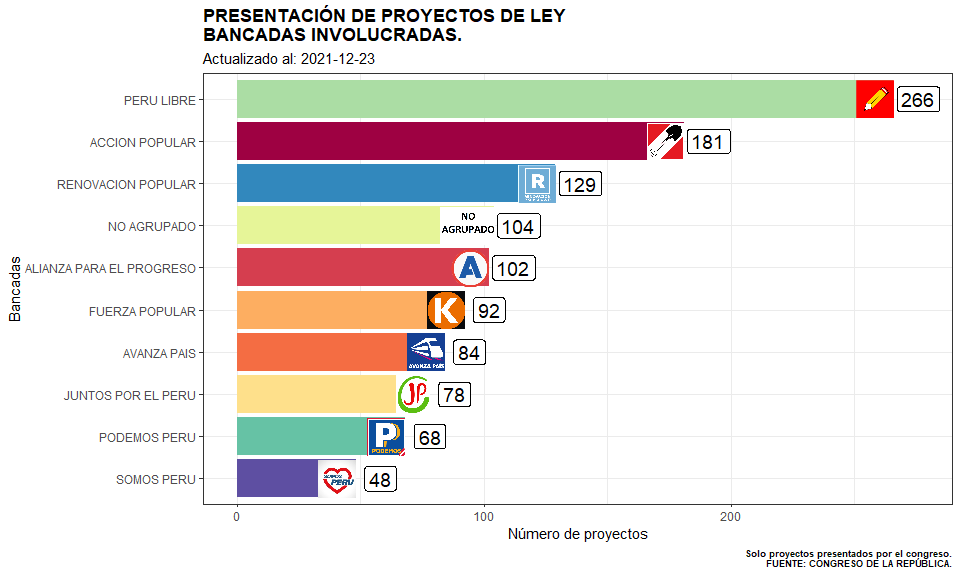 PRESENTACIÓN DE PROYECTOS DE LEY
BANCADAS INVOLUCRADAS.
Actualizado al: 2021-12-23
Bancadas
PERU LIBRE
266
ACCION POPULAR
181
RENOVACION POPULAR
R
129
NO AGRUPADO
NO
AGRUPADO
104
ALIANZA PARA EL PROGRESO
A
102
FUERZA POPULAR
K
92
AVANZA PAIS
AVANZA PAIS
84
JUNTOS POR EL PERU
JP
78
PODEMOS PERU
P
PODEMOS
68
SOMOS PERU
SOMOS
PERU
48
0 100 200
Número de proyectos
Solo proyectos presentados por el congreso.
FUENTE: CONGRESO DE LA REPÚBLICA.